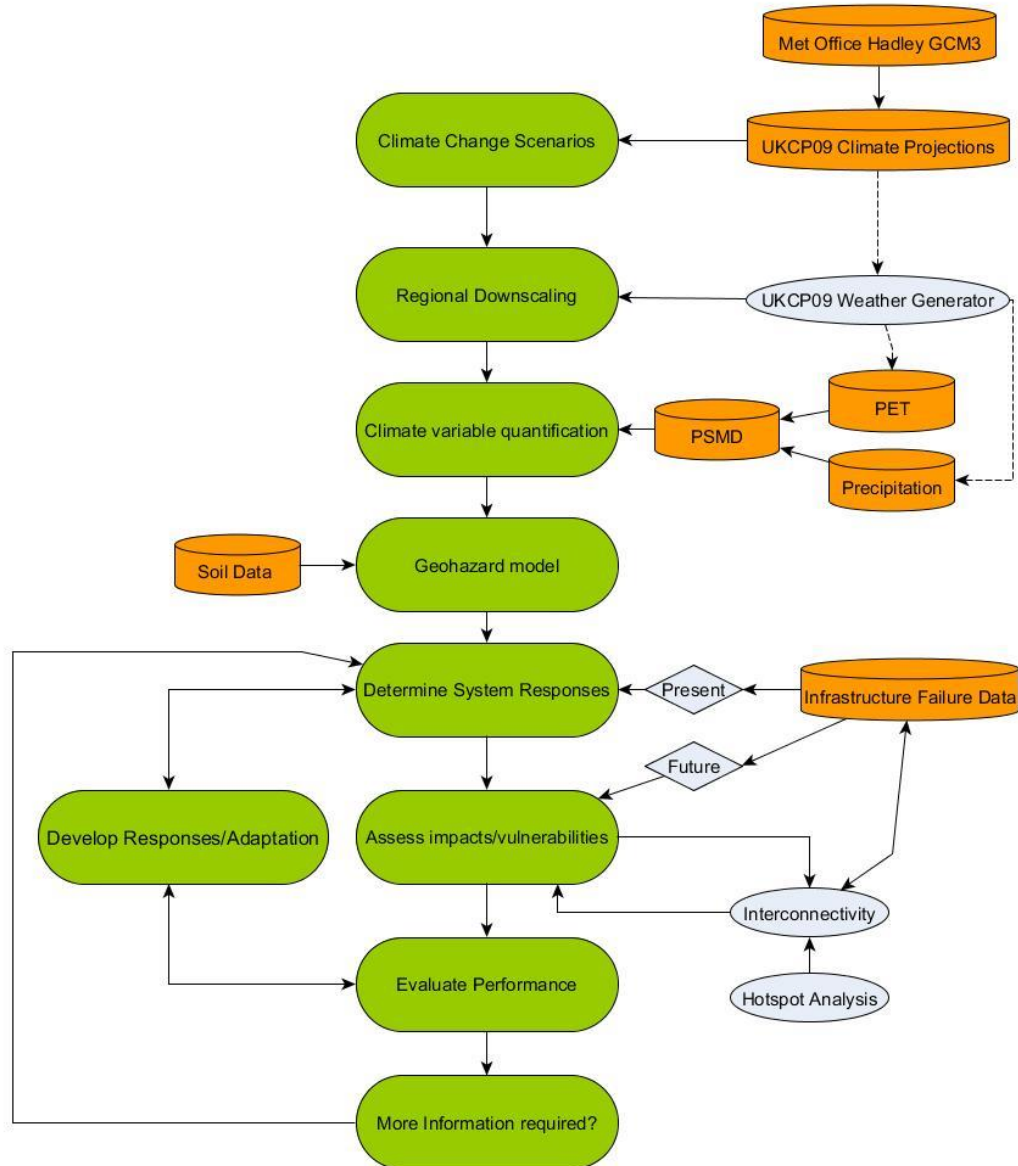 Met Office Hadley GCM3
Climate Change Scenarios
UKCP09 Climate Projections
Regional Downscaling
UKCP09 Weather Generator
PET
Climate variable quantification
PSMD
Precipitation
Soil Data
Geohazard model
Determine System Responses
Present
Infrastructure Failure Data
Future
Develop Responses/Adaptation
Assess impacts/vulnerabilities
Interconnectivity
Evaluate Performance
Hotspot Analysis
More Information required?